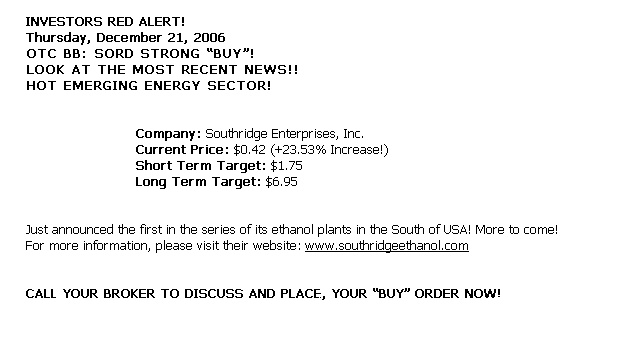 INVESTORS RED ALERT!
Thursday, December 21, 2006
OTC BB: SORD STRONG “BUY”!
LOOK AT THE MOST RECENT NEWS!!
HOT EMERGING ENERGY SECTOR!
Company: Southridge Enterprises, Inc.
Current Price: $0.42 (+23.53% Increase!)
Short Term Target: $1.75
Long Term Target: $6.95
Just announced the first in the series of its ethanol plants in the South of USA! More to come!
For more information, please visit their website: www.southridgeethanol.com
CALL YOUR BROKER TO DISCUSS AND PLACE, YOUR “BUY” ORDER NOW!